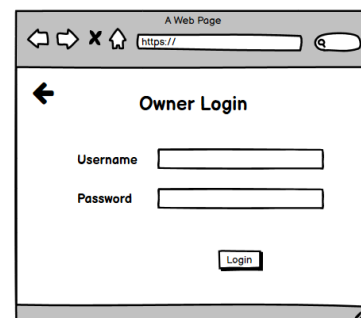 A Web Page
https://
Owner Login
Username
Password
Login